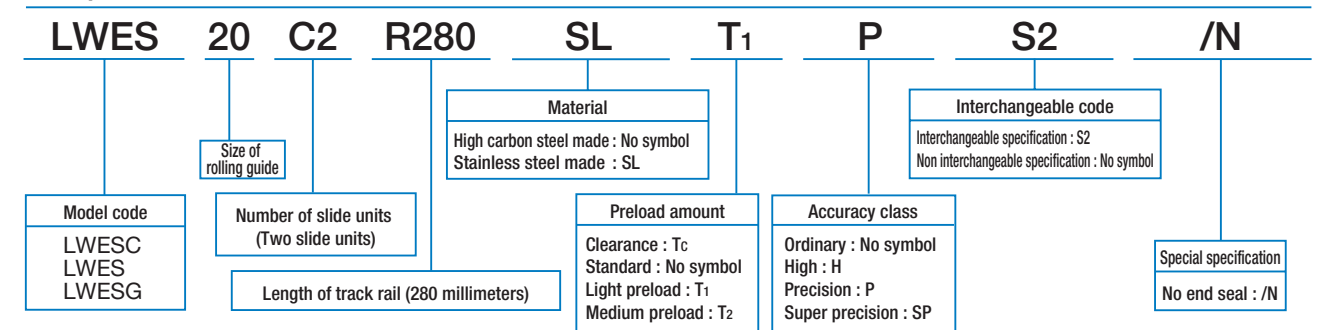 LWES 20 C2 R280 SL T1 P S2 /N
Material
High carbon steel made : No symbol
Stainless steel made : SL
Interchangeable code
Interchangeable specification : S2
Non interchangeable specification : No symbol
Size of
rolling guide
Model code
LWESC
LWES
LWESG
Number of slide units
(Two slide units)
Length of track rail (280 millimeters)
Preload amount
Clearance : Tc
Standard : No symbol
Light preload : T1
Medium preload : T2
Accuracy class
Ordinary : No symbol
High : H
Precision : P
Super precision : SP
Special specification
No end seal : /N